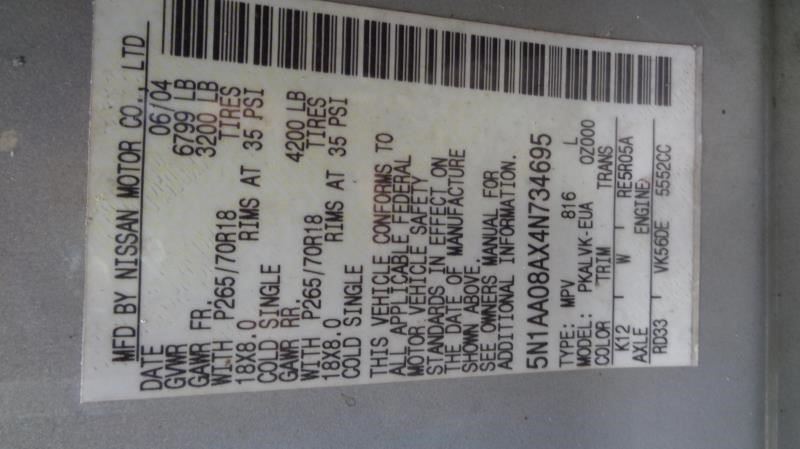 MFD BY NISSAN MOTOR CO., LTD
DATE 06/04
GVWR 6799 LB
GAWR FR. 3200 LB
WITH P265/70R18 TIRES
18X8.0 RIMS AT 35 PSI
COLD SINGLE
GAWR RR. 4200 LB
WITH P265/70R18 TIRES
18X8.0 RIMS AT 35 PSI
COLD SINGLE
THIS VEHICLE CONFORMS TO
ALL APPLICABLE FEDERAL
MOTOR VEHICLE SAFETY
STANDARDS IN EFFECT ON
THE DATE OF MANUFACTURE
SHOWN ABOVE.
SEE OWNERS MANUAL FOR
ADDITIONAL INFORMATION.
5N1AA08AX4N734695
TYPE: MPV 816 L
MODEL: PKALVK-EUA 0Z000
COLOR TRIM TRANS
K12 W RE5R05A
AXLE ENGINE
RD33 VK56DE 5552CC